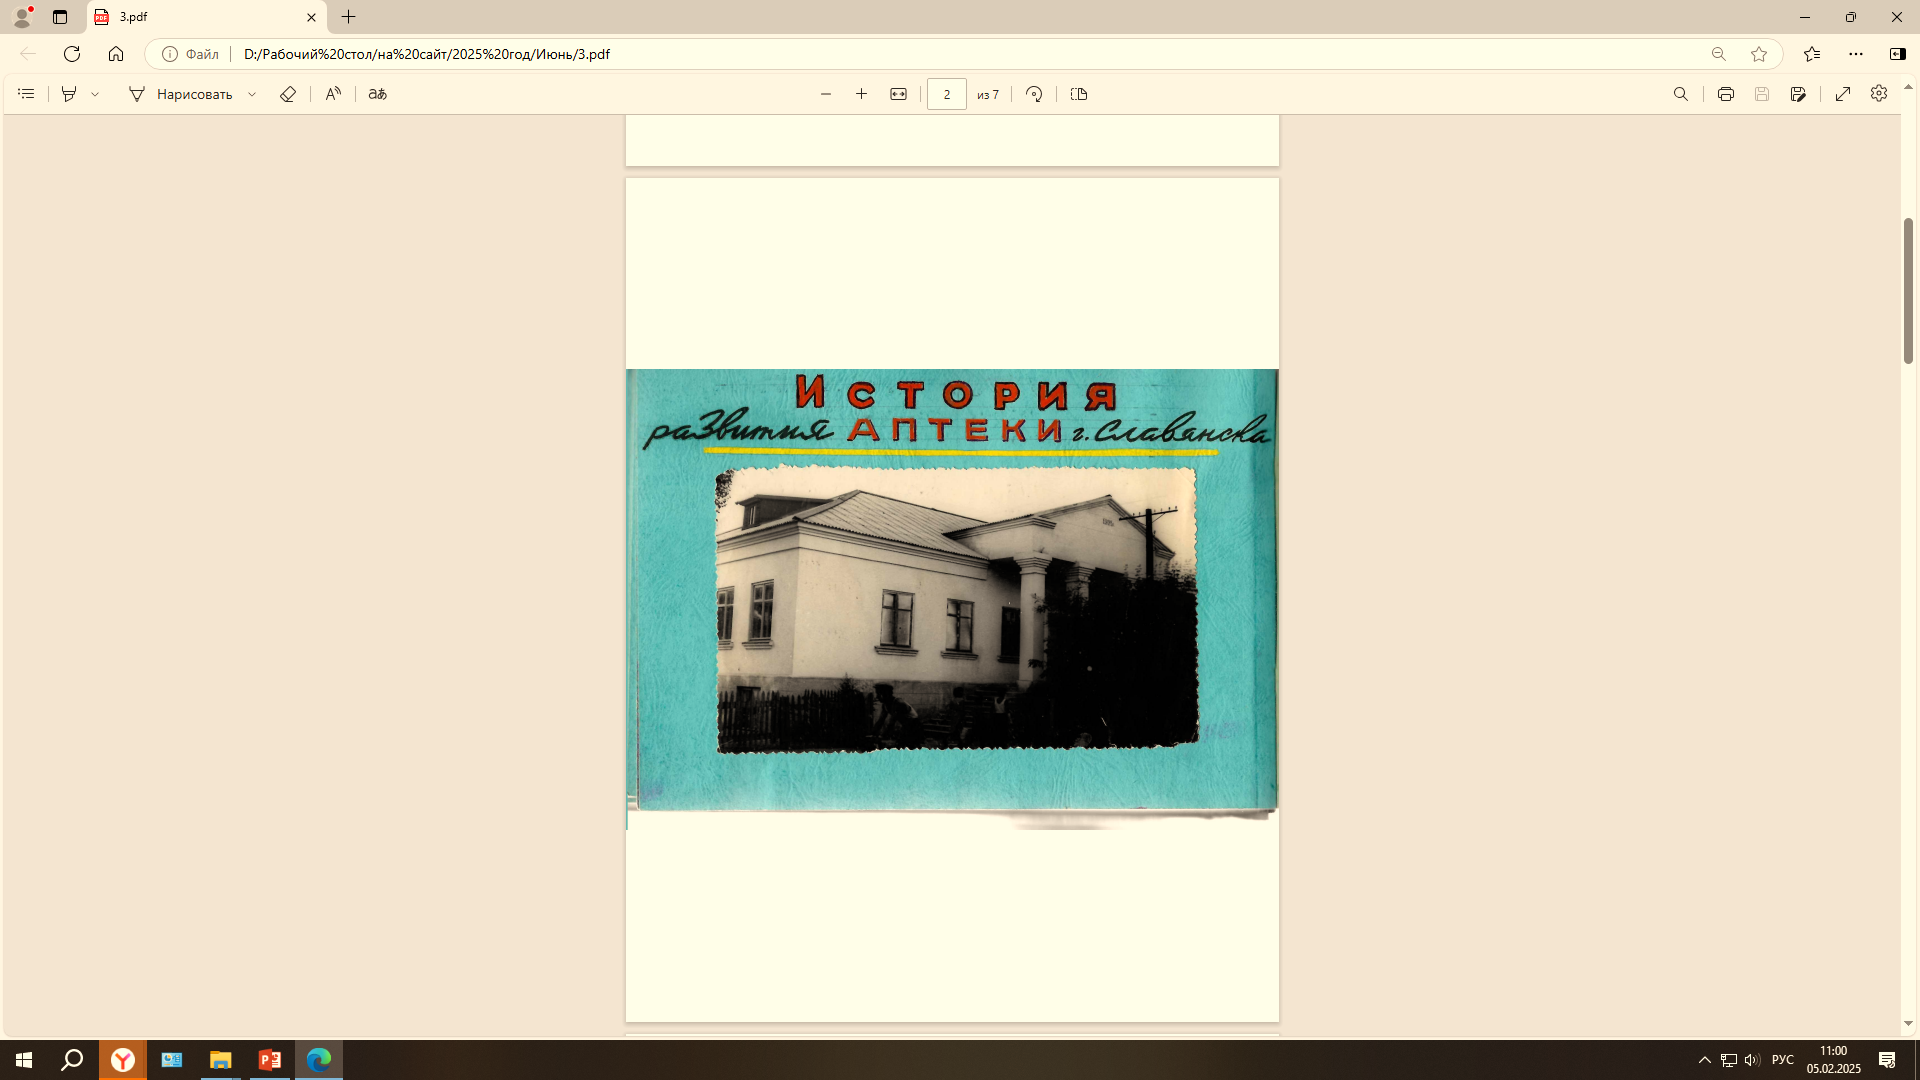 3.pdf
Файл
D:/Рабочий%20стол/на%20сайт/2025%20год/Июнь/3.pdf
Нарисовать
2 из 7
ИСТОРИЯ
развития АПТЕКИ г. Славянска
РУС
11:00
05.02.2025